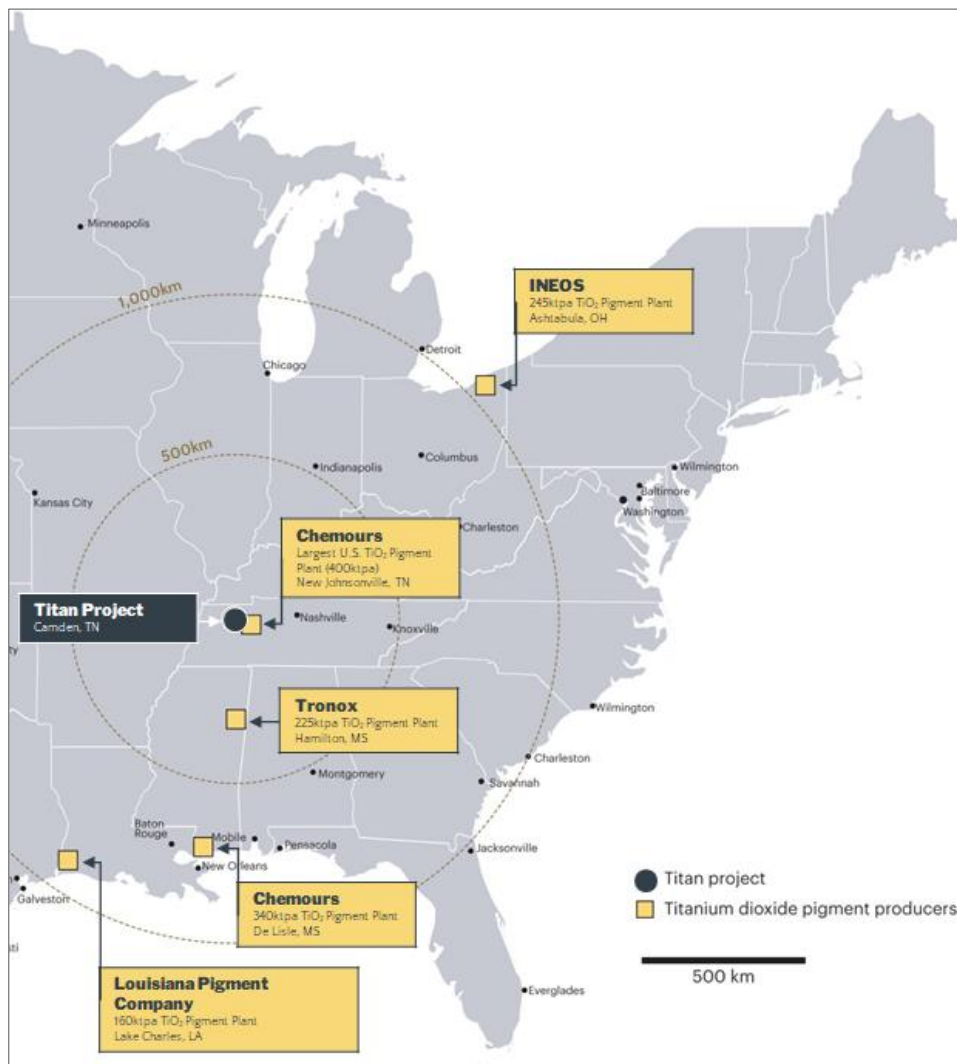 Minneapolis
1,000km
INEOS
245ktpa TiO₂ Pigment Plant
Ashtabula, OH
Detroit
Chicago
500km
Columbus
Indianapolis
Wilmington
Kansas City
Baltimore
Washington
Chemours
Largest U.S. TiO₂ Pigment
Plant (400ktpa)
New Johnsonville, TN
Charleston
Titan Project
Camden, TN
Nashville
Knoxville
Tronox
225ktpa TiO₂ Pigment Plant
Hamilton, MS
Wilmington
Charleston
Montgomery
Savannah
Baton
Rouge
Mobile
Pensacola
Jacksonville
New Orleans
Galveston
Chemours
340ktpa TiO₂ Pigment Plant
De Lisle, MS
Titan project
Titanium dioxide pigment producers
500 km
Louisiana Pigment
Company
160ktpa TiO₂ Pigment Plant
Lake Charles, LA
Everglades